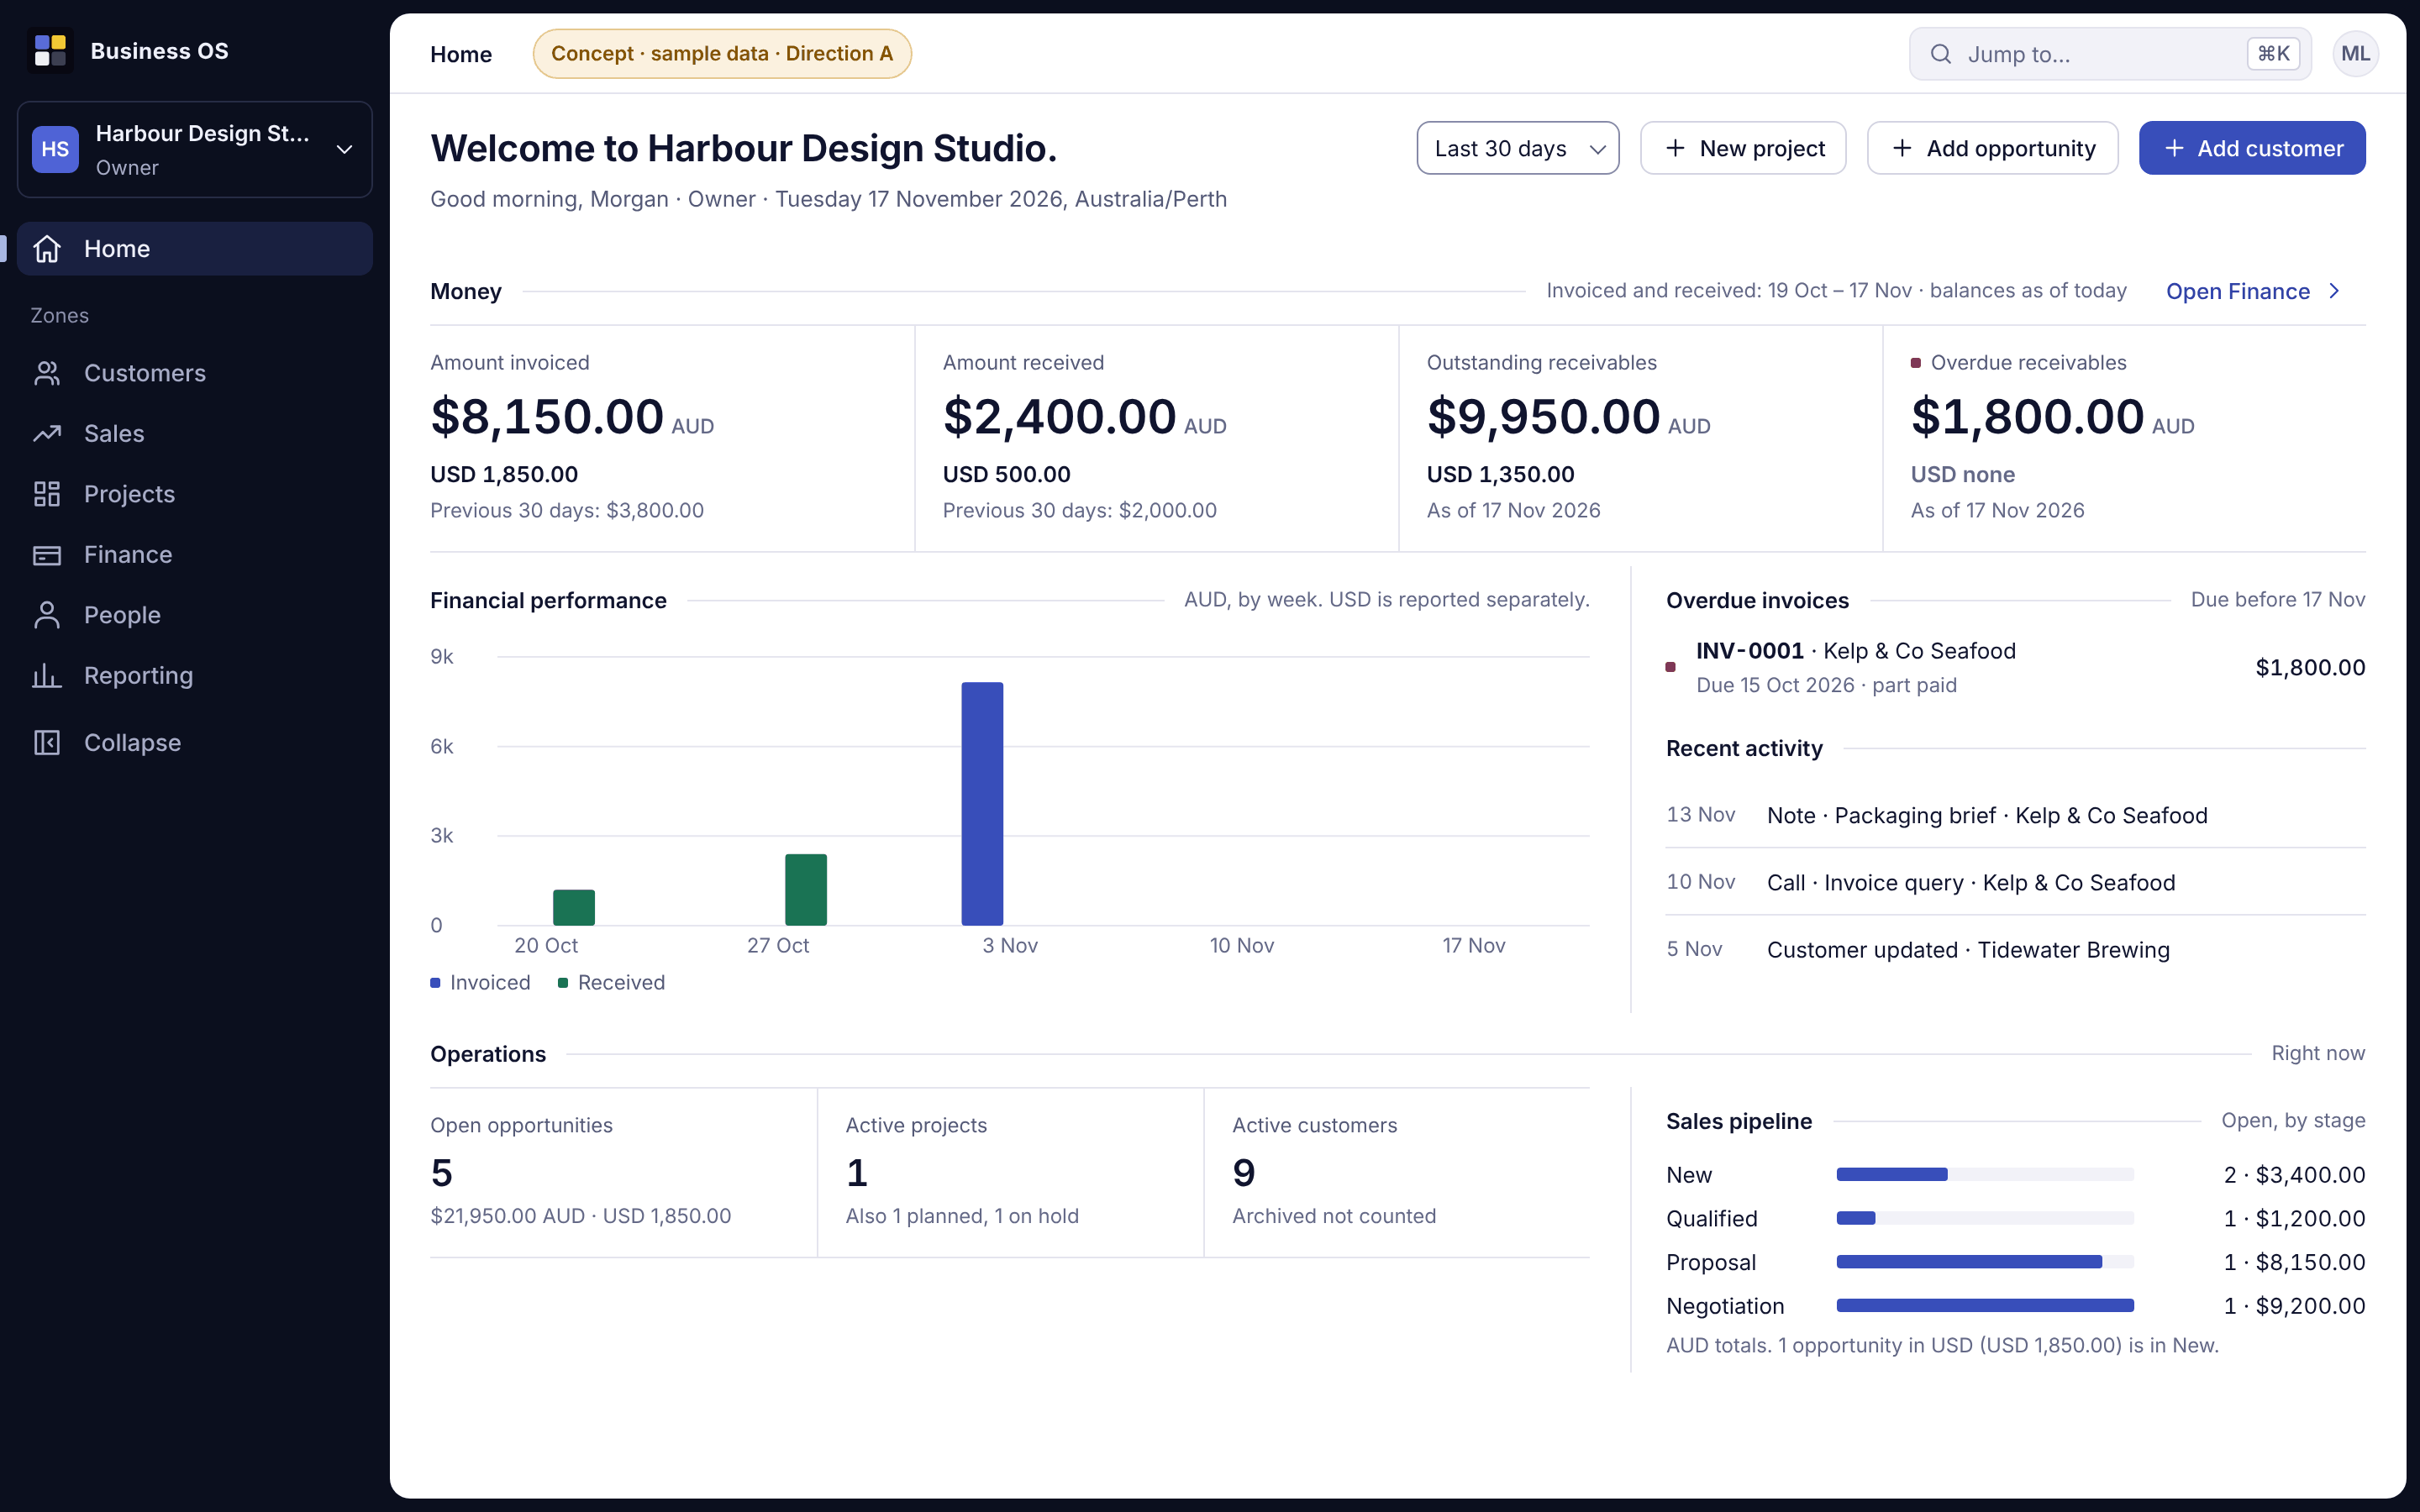 Business OS
HS
Harbour Design St...
Owner
Home
Zones
Customers
Sales
Projects
Finance
People
Reporting
Collapse
Home
Concept · sample data · Direction A
Jump to...
⌘K
ML
Welcome to Harbour Design Studio.
Good morning, Morgan · Owner · Tuesday 17 November 2026, Australia/Perth
Last 30 days
New project
Add opportunity
Add customer
Money
Invoiced and received: 19 Oct – 17 Nov · balances as of today
Open Finance
Amount invoiced
$8,150.00 AUD
USD 1,850.00
Previous 30 days: $3,800.00
Amount received
$2,400.00 AUD
USD 500.00
Previous 30 days: $2,000.00
Outstanding receivables
$9,950.00 AUD
USD 1,350.00
As of 17 Nov 2026
Overdue receivables
$1,800.00 AUD
USD none
As of 17 Nov 2026
Financial performance
AUD, by week. USD is reported separately.
9k
6k
3k
0
20 Oct
27 Oct
3 Nov
10 Nov
17 Nov
Invoiced
Received
Overdue invoices
Due before 17 Nov
INV-0001 · Kelp & Co Seafood
Due 15 Oct 2026 · part paid
$1,800.00
Recent activity
13 Nov Note · Packaging brief · Kelp & Co Seafood
10 Nov Call · Invoice query · Kelp & Co Seafood
5 Nov Customer updated · Tidewater Brewing
Operations
Right now
Open opportunities
5
$21,950.00 AUD · USD 1,850.00
Active projects
1
Also 1 planned, 1 on hold
Active customers
9
Archived not counted
Sales pipeline
Open, by stage
New 2 · $3,400.00
Qualified 1 · $1,200.00
Proposal 1 · $8,150.00
Negotiation 1 · $9,200.00
AUD totals. 1 opportunity in USD (USD 1,850.00) is in New.